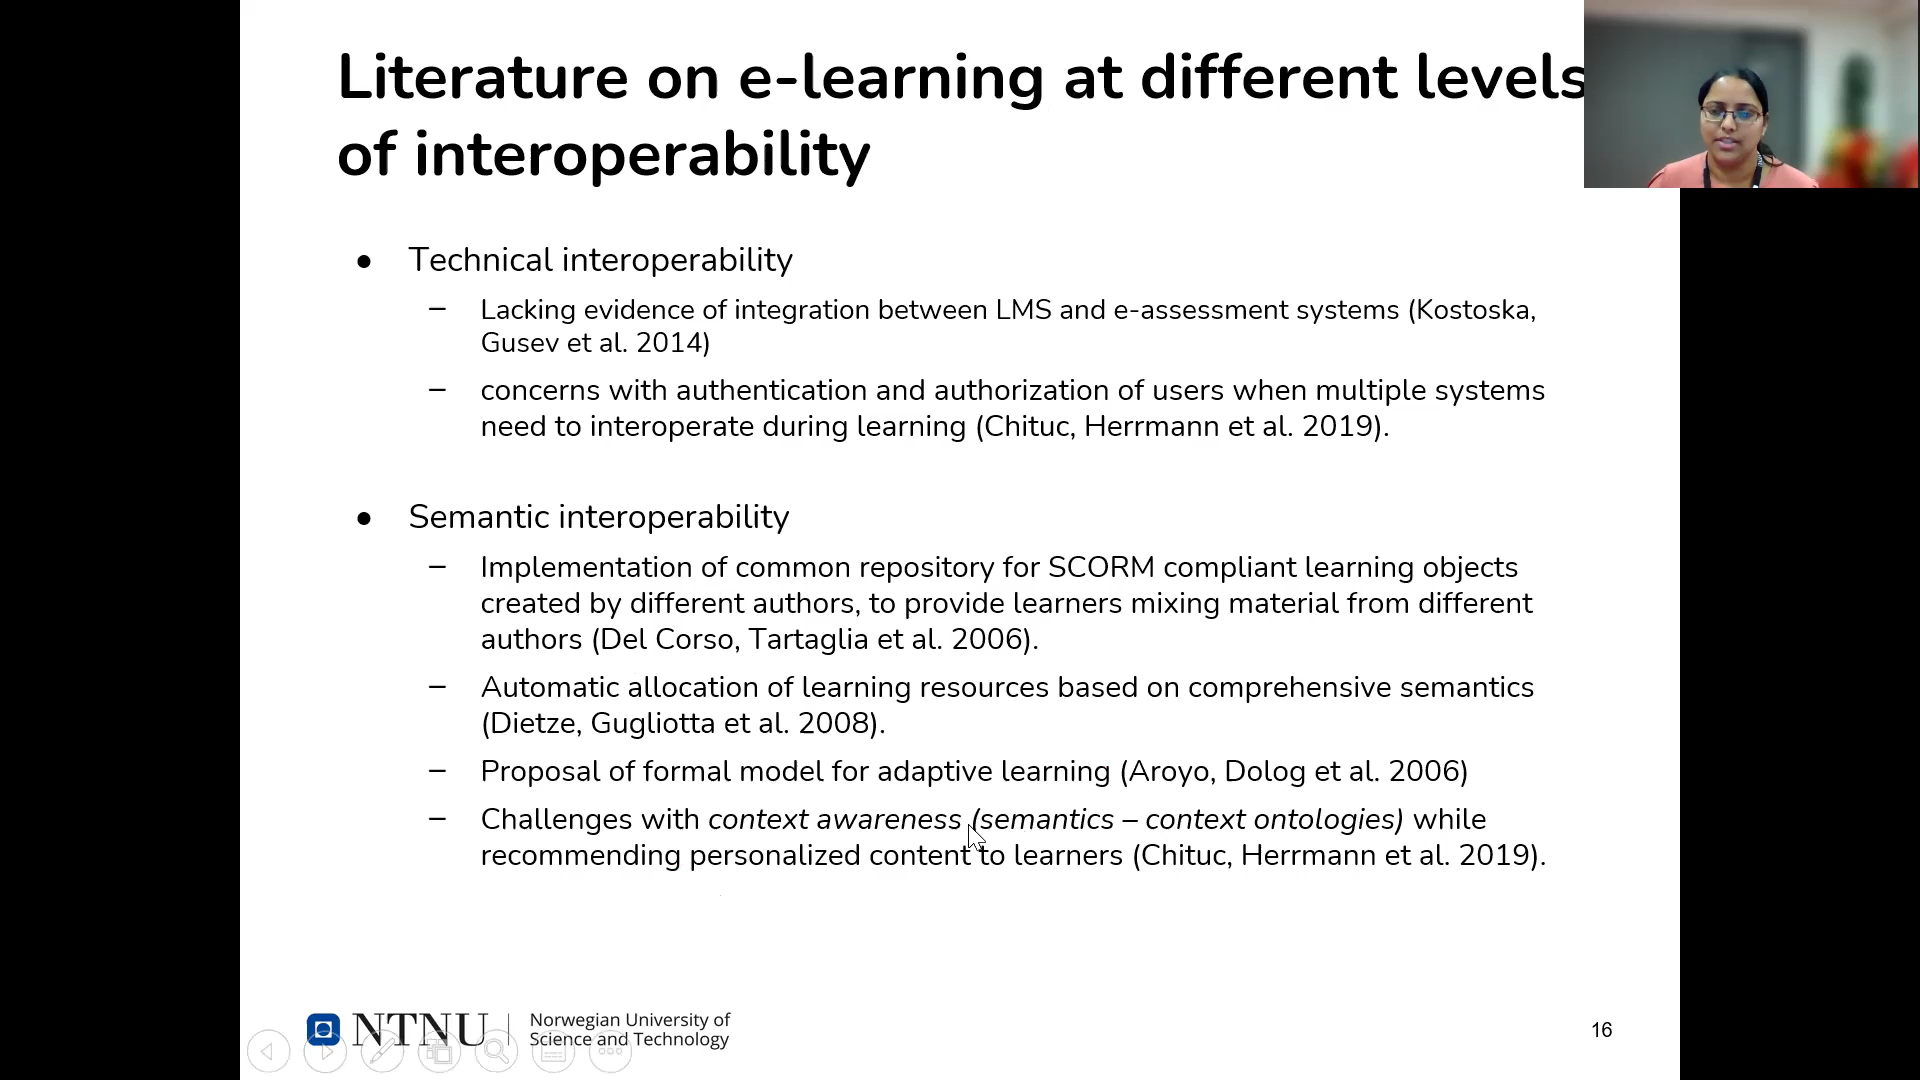 Literature on e-learning at different levels
of interoperability
• Technical interoperability
– Lacking evidence of integration between LMS and e-assessment systems (Kostoska,
Gusev et al. 2014)
– concerns with authentication and authorization of users when multiple systems
need to interoperate during learning (Chituc, Herrmann et al. 2019).
• Semantic interoperability
– Implementation of common repository for SCORM compliant learning objects
created by different authors, to provide learners mixing material from different
authors (Del Corso, Tartaglia et al. 2006).
– Automatic allocation of learning resources based on comprehensive semantics
(Dietze, Gugliotta et al. 2008).
– Proposal of formal model for adaptive learning (Aroyo, Dolog et al. 2006)
– Challenges with context awareness (semantics – context ontologies) while
recommending personalized content to learners (Chituc, Herrmann et al. 2019).
NTNU
Norwegian University of
Science and Technology
16